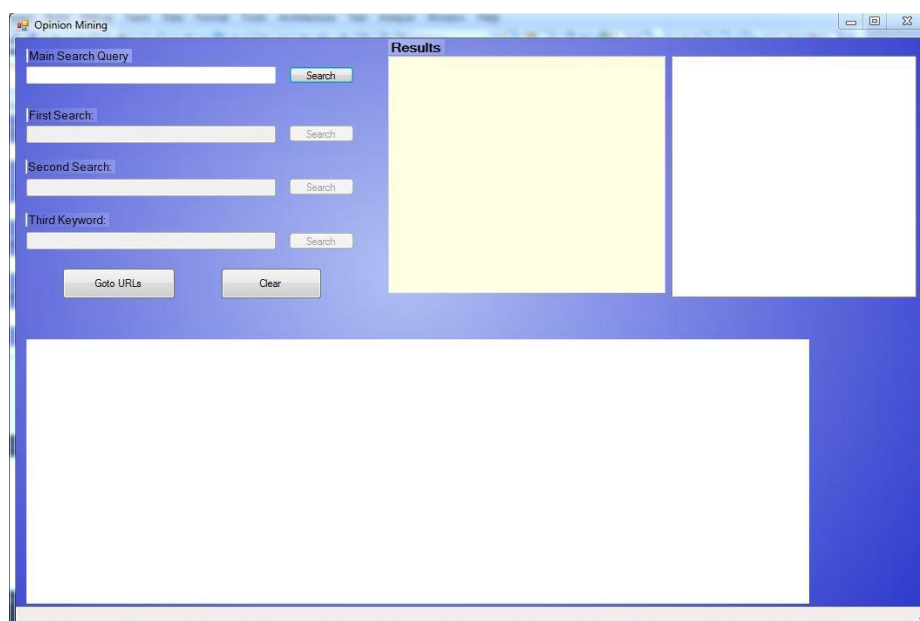 Opinion Mining
Main Search Query
Search
First Search:
Search
Second Search:
Search
Third Keyword:
Search
Goto URLs
Clear
Results